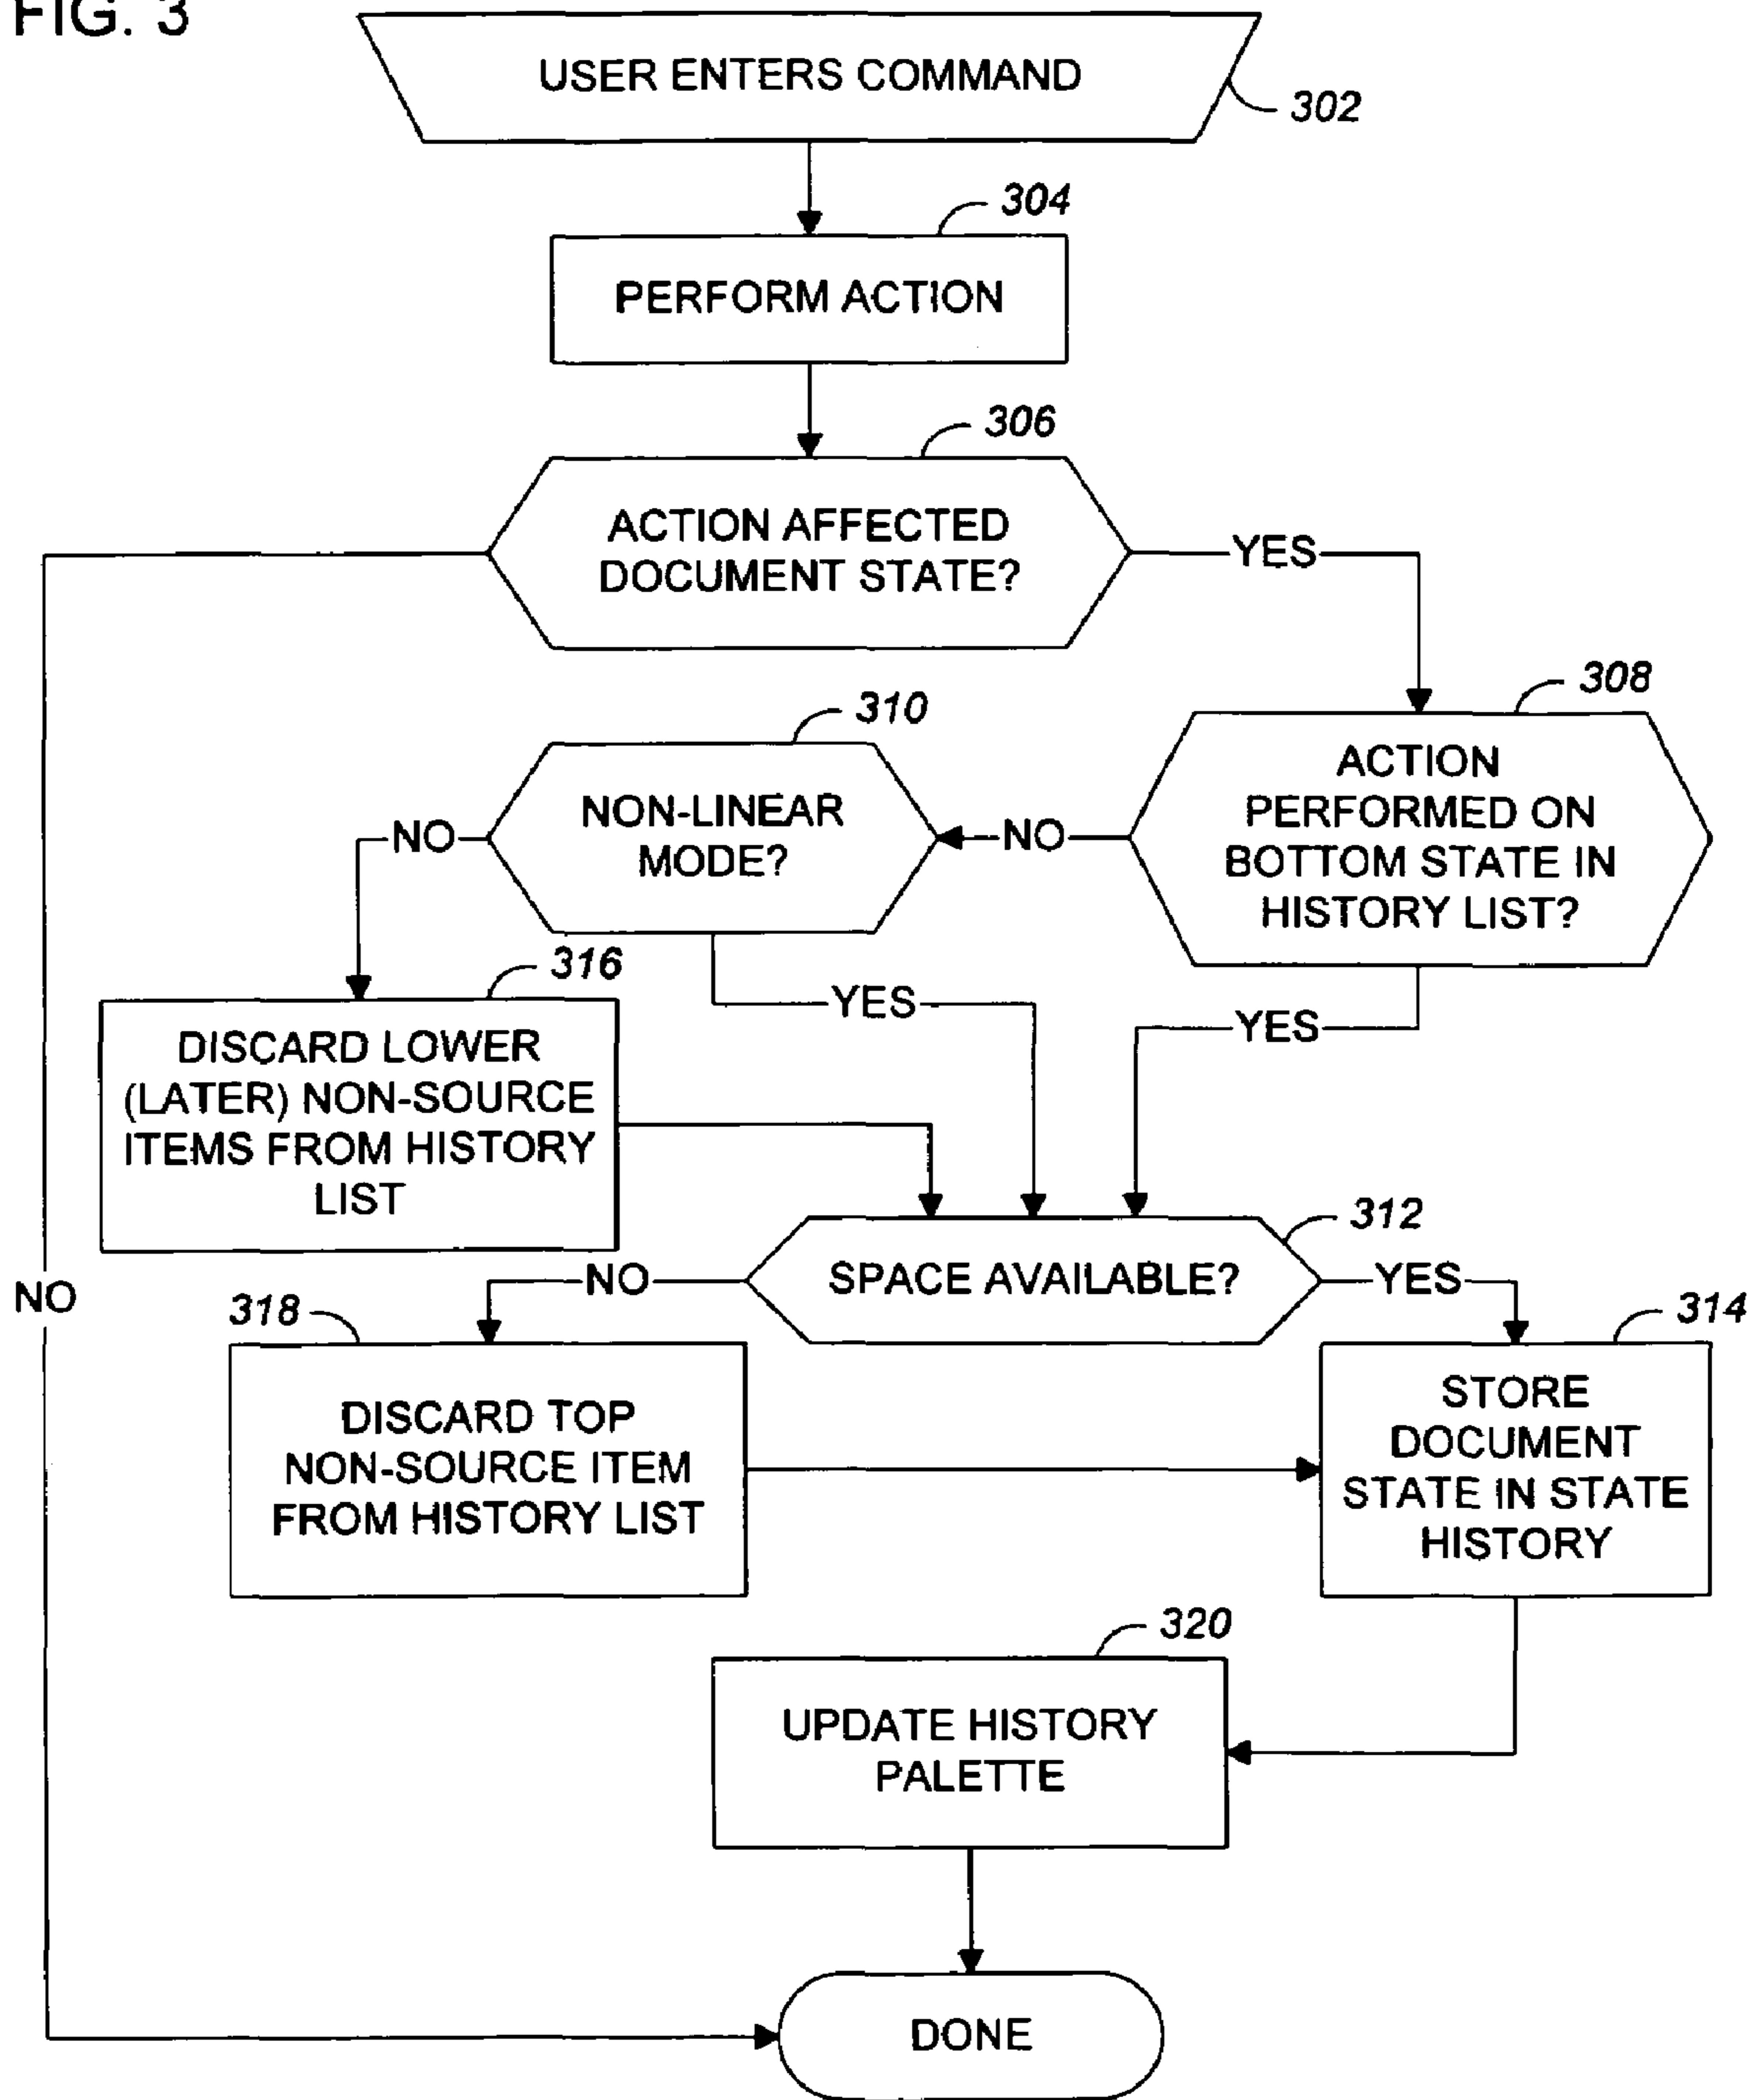 FIG. 3
USER ENTERS COMMAND
302
304
PERFORM ACTION
306
ACTION AFFECTED
DOCUMENT STATE?
YES
308
310
ACTION
PERFORMED ON
BOTTOM STATE IN
HISTORY LIST?
NO
NON-LINEAR
MODE?
NO
316
YES
YES
DISCARD LOWER
(LATER) NON-SOURCE
ITEMS FROM HISTORY
LIST
312
SPACE AVAILABLE?
NO
YES
NO
318
314
DISCARD TOP
NON-SOURCE ITEM
FROM HISTORY LIST
STORE
DOCUMENT
STATE IN STATE
HISTORY
320
UPDATE HISTORY
PALETTE
DONE